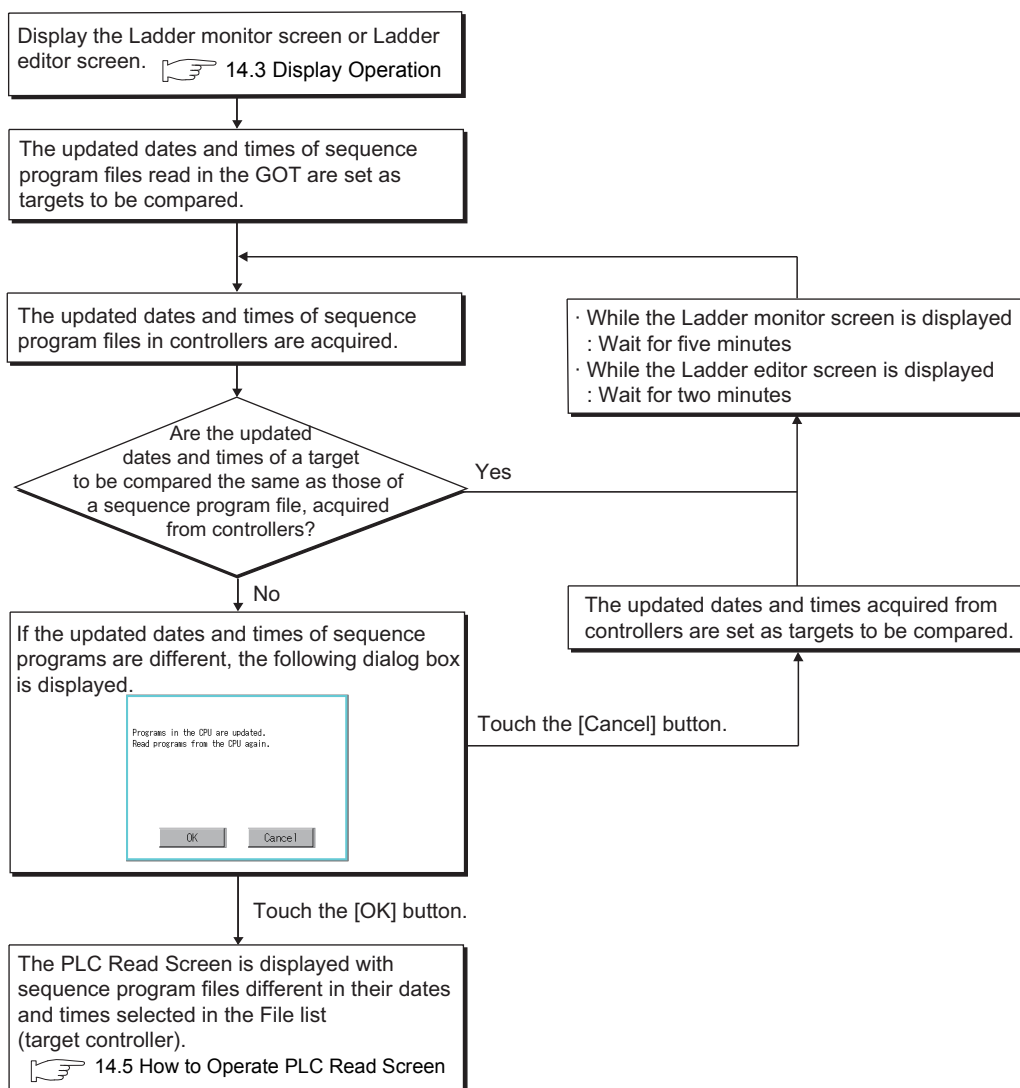 Display the Ladder monitor screen or Ladder
editor screen. 14.3 Display Operation
The updated dates and times of sequence
program files read in the GOT are set as
targets to be compared.
The updated dates and times of sequence
program files in controllers are acquired.
· While the Ladder monitor screen is displayed
: Wait for five minutes
· While the Ladder editor screen is displayed
: Wait for two minutes
Are the updated
dates and times of a target
to be compared the same as those of
a sequence program file, acquired
from controllers?
Yes
No
The updated dates and times acquired from
controllers are set as targets to be compared.
If the updated dates and times of sequence
programs are different, the following dialog box
is displayed.
Programs in the CPU are updated.
Read programs from the CPU again.
OK Cancel
Touch the [Cancel] button.
Touch the [OK] button.
The PLC Read Screen is displayed with
sequence program files different in their dates
and times selected in the File list
(target controller).
14.5 How to Operate PLC Read Screen